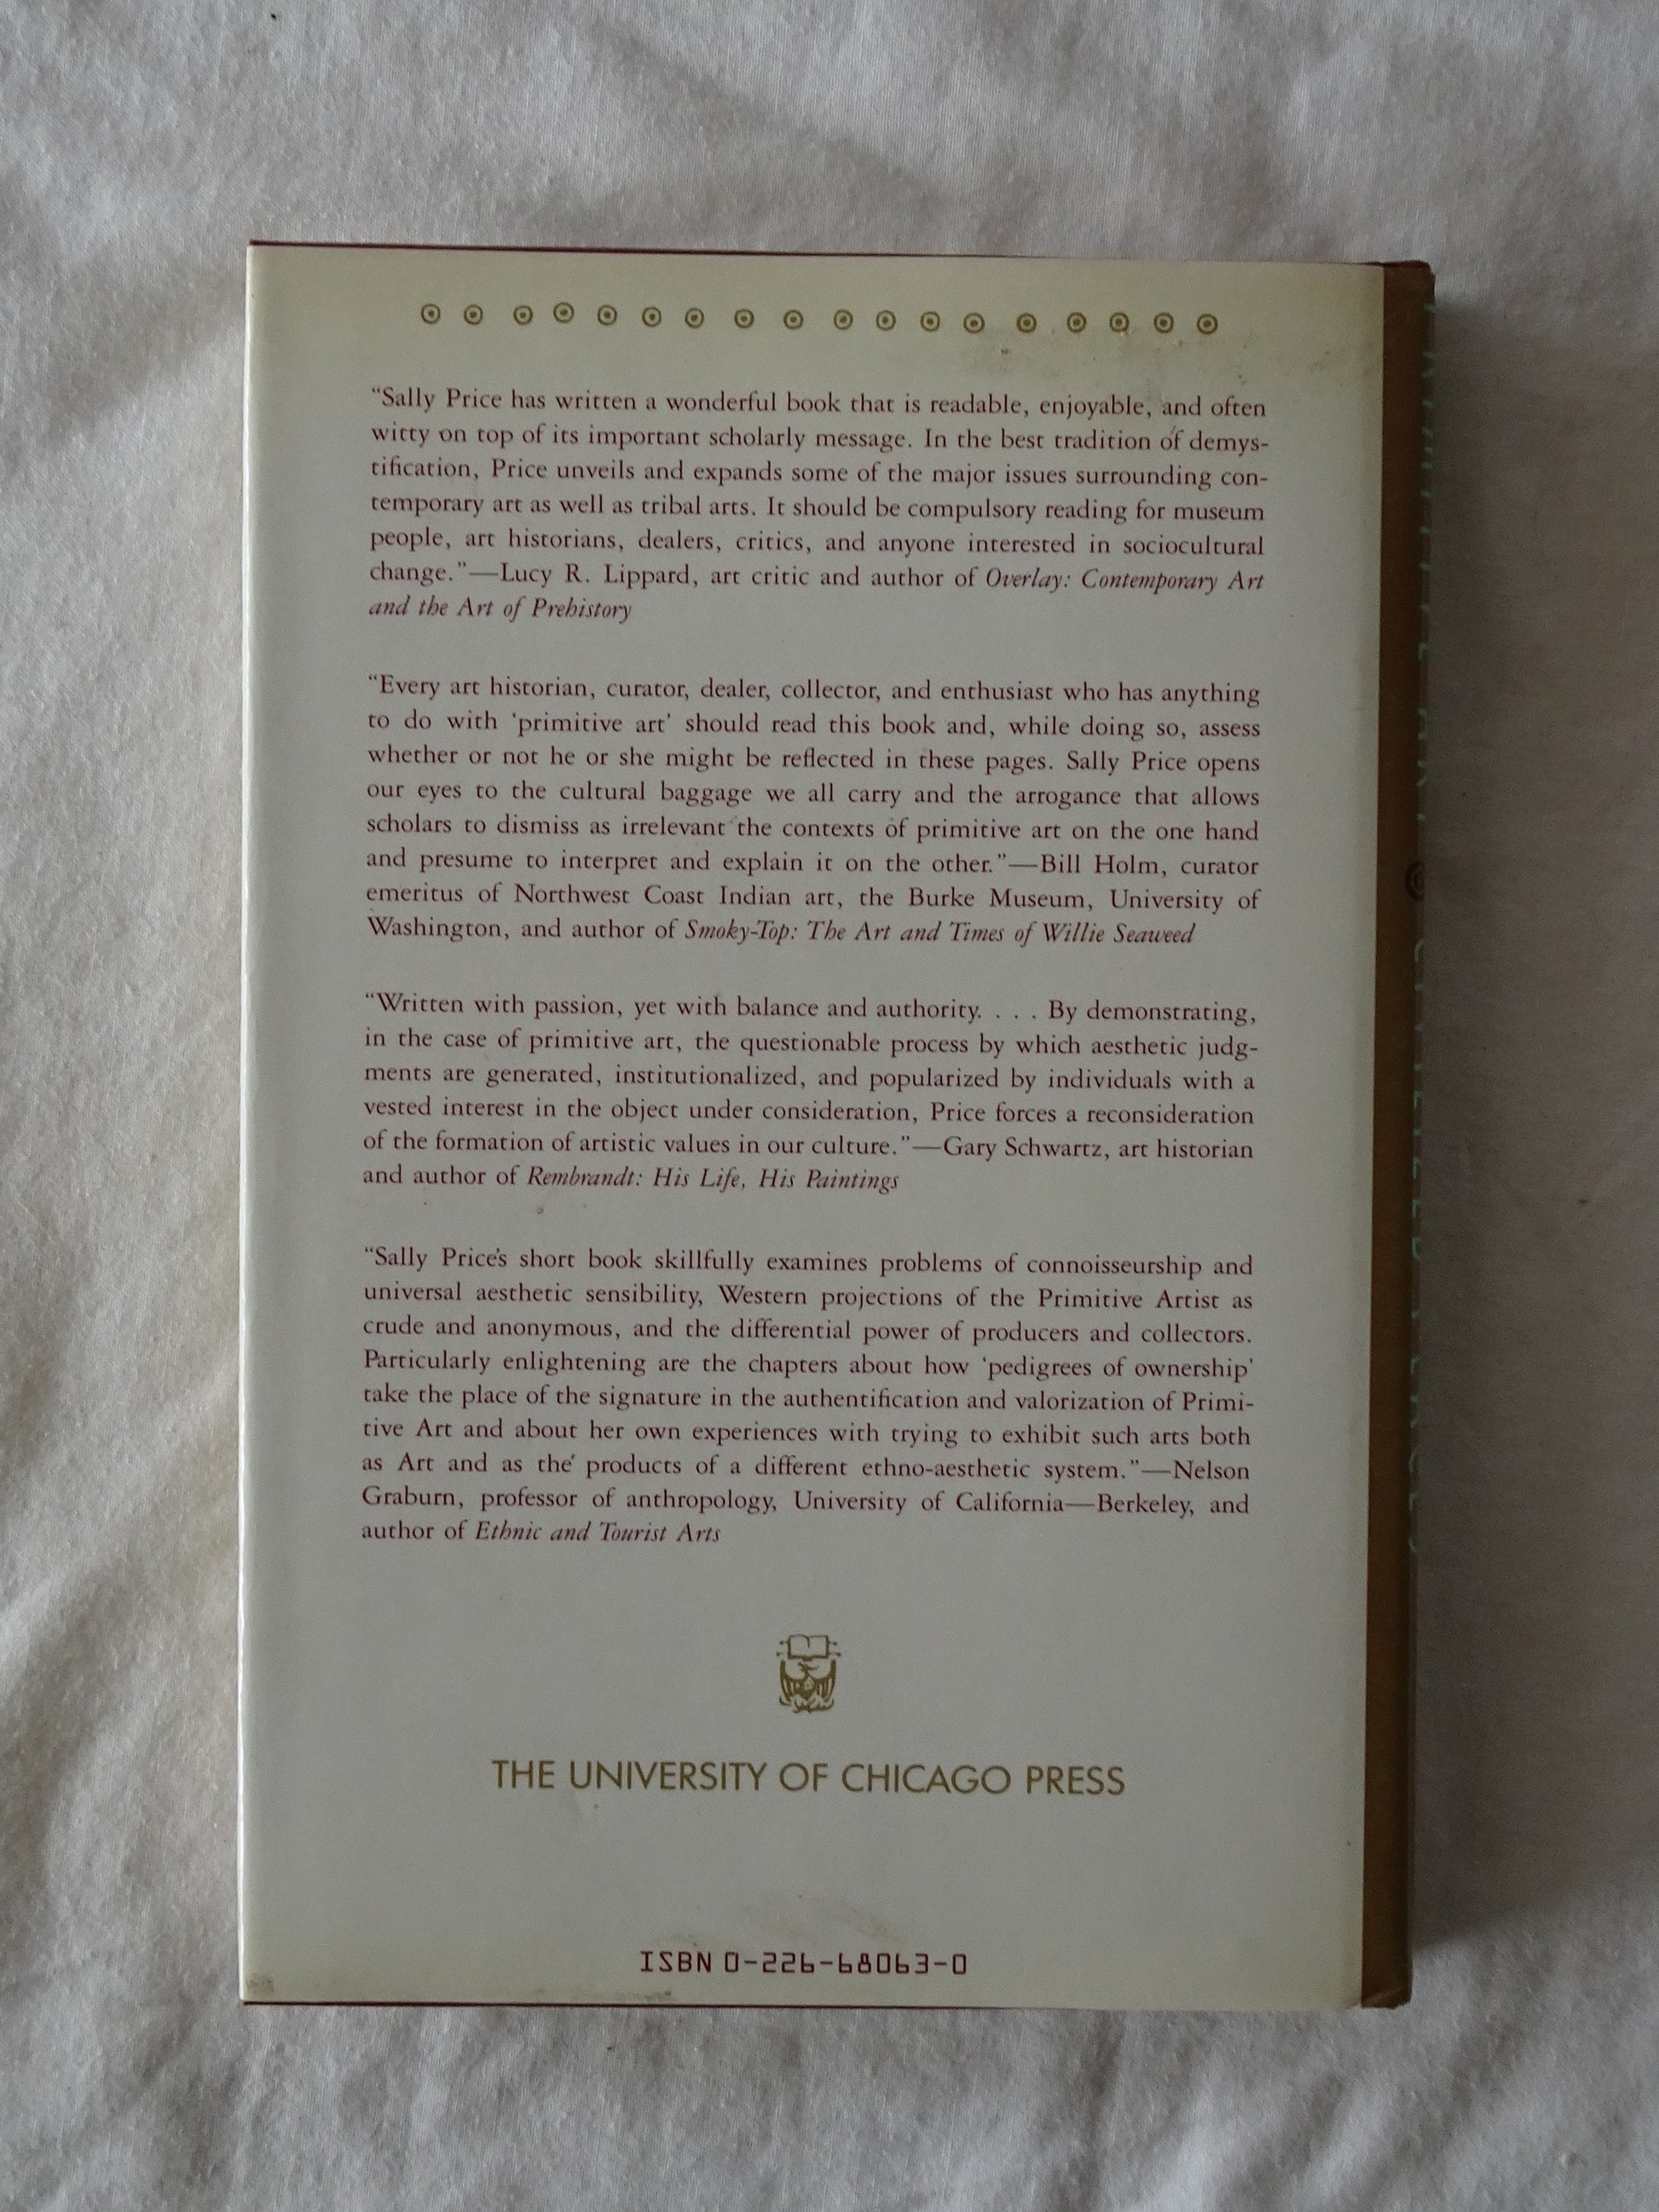 “Sally Price has written a wonderful book that is readable, enjoyable, and often
witty on top of its important scholarly message. In the best tradition of demys-
tification, Price unveils and expands some of the major issues surrounding con-
temporary art as well as tribal arts. It should be compulsory reading for museum
people, art historians, dealers, critics, and anyone interested in sociocultural
change.”—Lucy R. Lippard, art critic and author of Overlay: Contemporary Art
and the Art of Prehistory
“Every art historian, curator, dealer, collector, and enthusiast who has anything
to do with ‘primitive art’ should read this book and, while doing so, assess
whether or not he or she might be reflected in these pages. Sally Price opens
our eyes to the cultural baggage we all carry and the arrogance that allows
scholars to dismiss as irrelevant the contexts of primitive art on the one hand
and presume to interpret and explain it on the other.”—Bill Holm, curator
emeritus of Northwest Coast Indian art, the Burke Museum, University of
Washington, and author of Smoky-Top: The Art and Times of Willie Seaweed
“Written with passion, yet with balance and authority. . . . By demonstrating,
in the case of primitive art, the questionable process by which aesthetic judg-
ments are generated, institutionalized, and popularized by individuals with a
vested interest in the object under consideration, Price forces a reconsideration
of the formation of artistic values in our culture.”—Gary Schwartz, art historian
and author of Rembrandt: His Life, His Paintings
“Sally Price’s short book skillfully examines problems of connoisseurship and
universal aesthetic sensibility, Western projections of the Primitive Artist as
crude and anonymous, and the differential power of producers and collectors.
Particularly enlightening are the chapters about how ‘pedigrees of ownership’
take the place of the signature in the authentification and valorization of Primi-
tive Art and about her own experiences with trying to exhibit such arts both
as Art and as the products of a different ethno-aesthetic system.”—Nelson
Graburn, professor of anthropology, University of California—Berkeley, and
author of Ethnic and Tourist Arts
THE UNIVERSITY OF CHICAGO PRESS
ISBN 0-226-68063-0